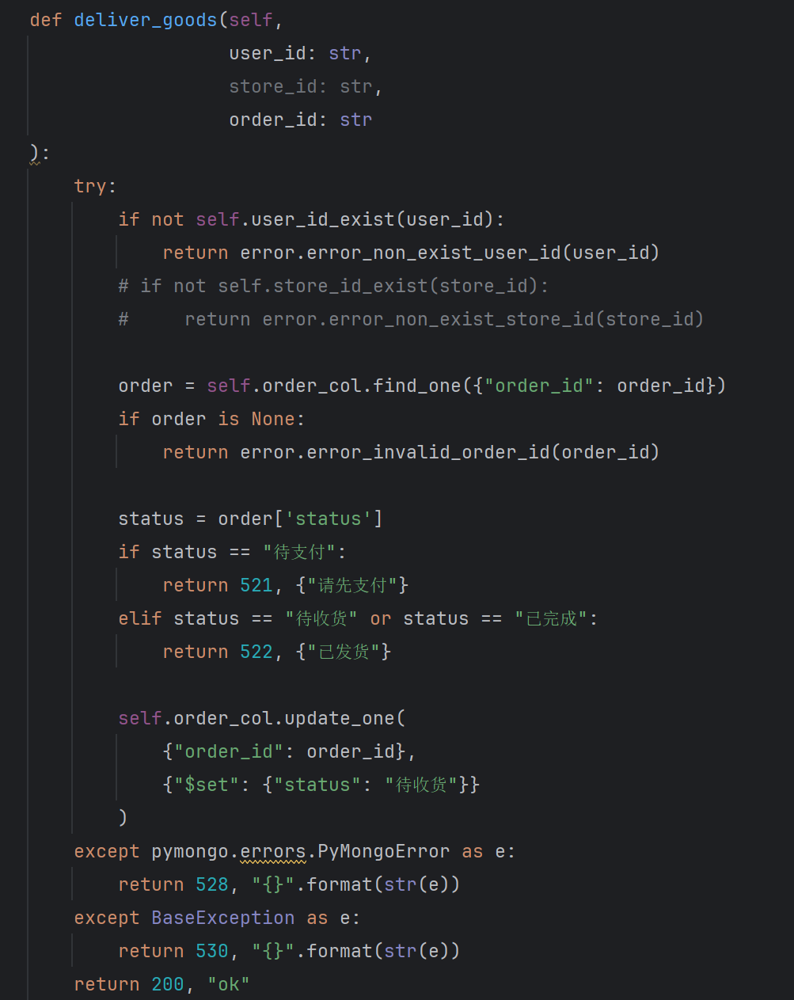 def deliver_goods(self,
                  user_id: str,
                  store_id: str,
                  order_id: str
):
    try:
        if not self.user_id_exist(user_id):
            return error.error_non_exist_user_id(user_id)
        # if not self.store_id_exist(store_id):
        #     return error.error_non_exist_store_id(store_id)
        order = self.order_col.find_one({"order_id": order_id})
        if order is None:
            return error.error_invalid_order_id(order_id)
        status = order['status']
        if status == "待支付":
            return 521, {"请先支付"}
        elif status == "待收货" or status == "已完成":
            return 522, {"已发货"}
        self.order_col.update_one(
            {"order_id": order_id},
            {"$set": {"status": "待收货"}}
        )
    except pymongo.errors.PyMongoError as e:
        return 528, "{}".format(str(e))
    except BaseException as e:
        return 530, "{}".format(str(e))
    return 200, "ok"